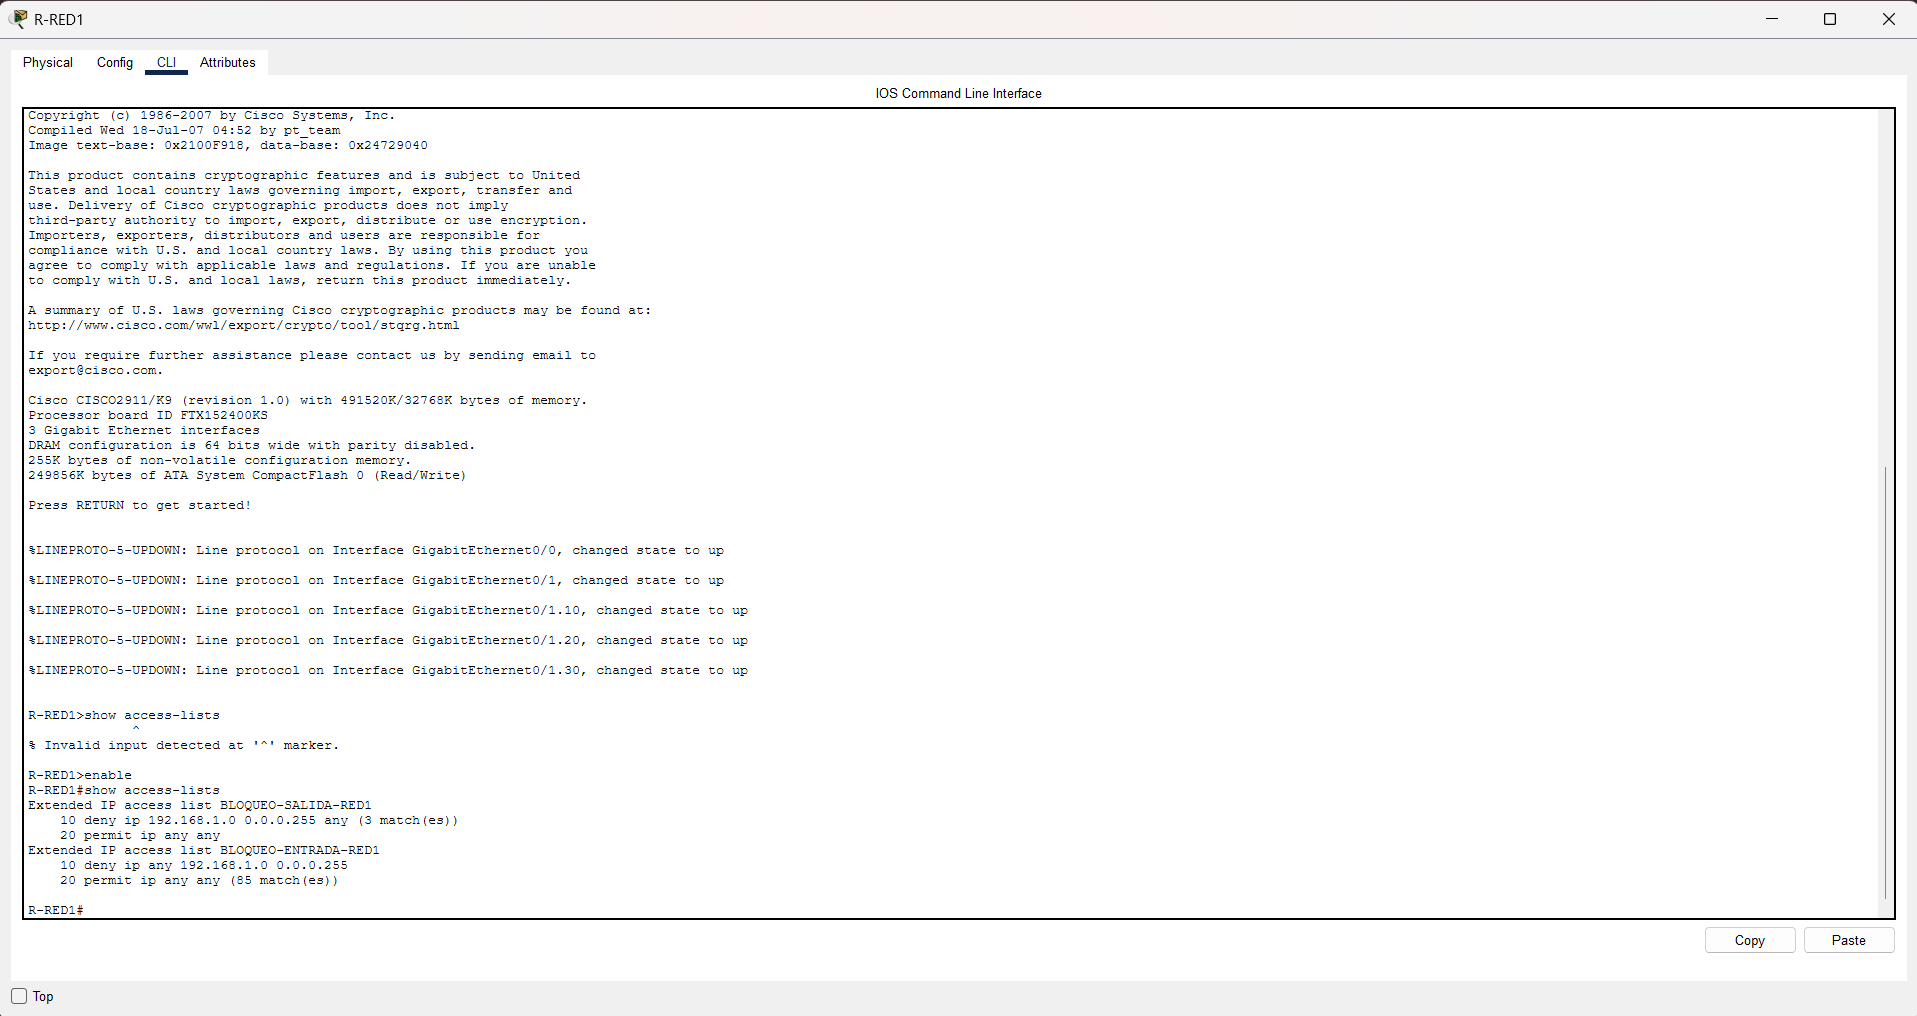 R-RED1
Physical Config CLI Attributes
IOS Command Line Interface
Copyright (c) 1986-2007 by Cisco Systems, Inc.
Compiled Wed 18-Jul-07 04:52 by pt_team
Image text-base: 0x2100F918, data-base: 0x24729040
This product contains cryptographic features and is subject to United
States and local country laws governing import, export, transfer and
use. Delivery of Cisco cryptographic products does not imply
third-party authority to import, export, distribute or use encryption.
Importers, exporters, distributors and users are responsible for
compliance with U.S. and local country laws. By using this product you
agree to comply with applicable laws and regulations. If you are unable
to comply with U.S. and local laws, return this product immediately.
A summary of U.S. laws governing Cisco cryptographic products may be found at:
http://www.cisco.com/wwl/export/crypto/tool/stqrg.html
If you require further assistance please contact us by sending email to
export@cisco.com.
Cisco CISCO2911/K9 (revision 1.0) with 491520K/32768K bytes of memory.
Processor board ID FTX152400KS
3 Gigabit Ethernet interfaces
DRAM configuration is 64 bits wide with parity disabled.
255K bytes of non-volatile configuration memory.
249856K bytes of ATA System CompactFlash 0 (Read/Write)
Press RETURN to get started!
%LINEPROTO-5-UPDOWN: Line protocol on Interface GigabitEthernet0/0, changed state to up
%LINEPROTO-5-UPDOWN: Line protocol on Interface GigabitEthernet0/1, changed state to up
%LINEPROTO-5-UPDOWN: Line protocol on Interface GigabitEthernet0/1.10, changed state to up
%LINEPROTO-5-UPDOWN: Line protocol on Interface GigabitEthernet0/1.20, changed state to up
%LINEPROTO-5-UPDOWN: Line protocol on Interface GigabitEthernet0/1.30, changed state to up
R-RED1>show access-lists
^
% Invalid input detected at '^' marker.
R-RED1>enable
R-RED1#show access-lists
Extended IP access list BLOQUEO-SALIDA-RED1
10 deny ip 192.168.1.0 0.0.0.255 any (3 match(es))
20 permit ip any any
Extended IP access list BLOQUEO-ENTRADA-RED1
10 deny ip any 192.168.1.0 0.0.0.255
20 permit ip any any (85 match(es))
R-RED1#
Copy Paste
Top